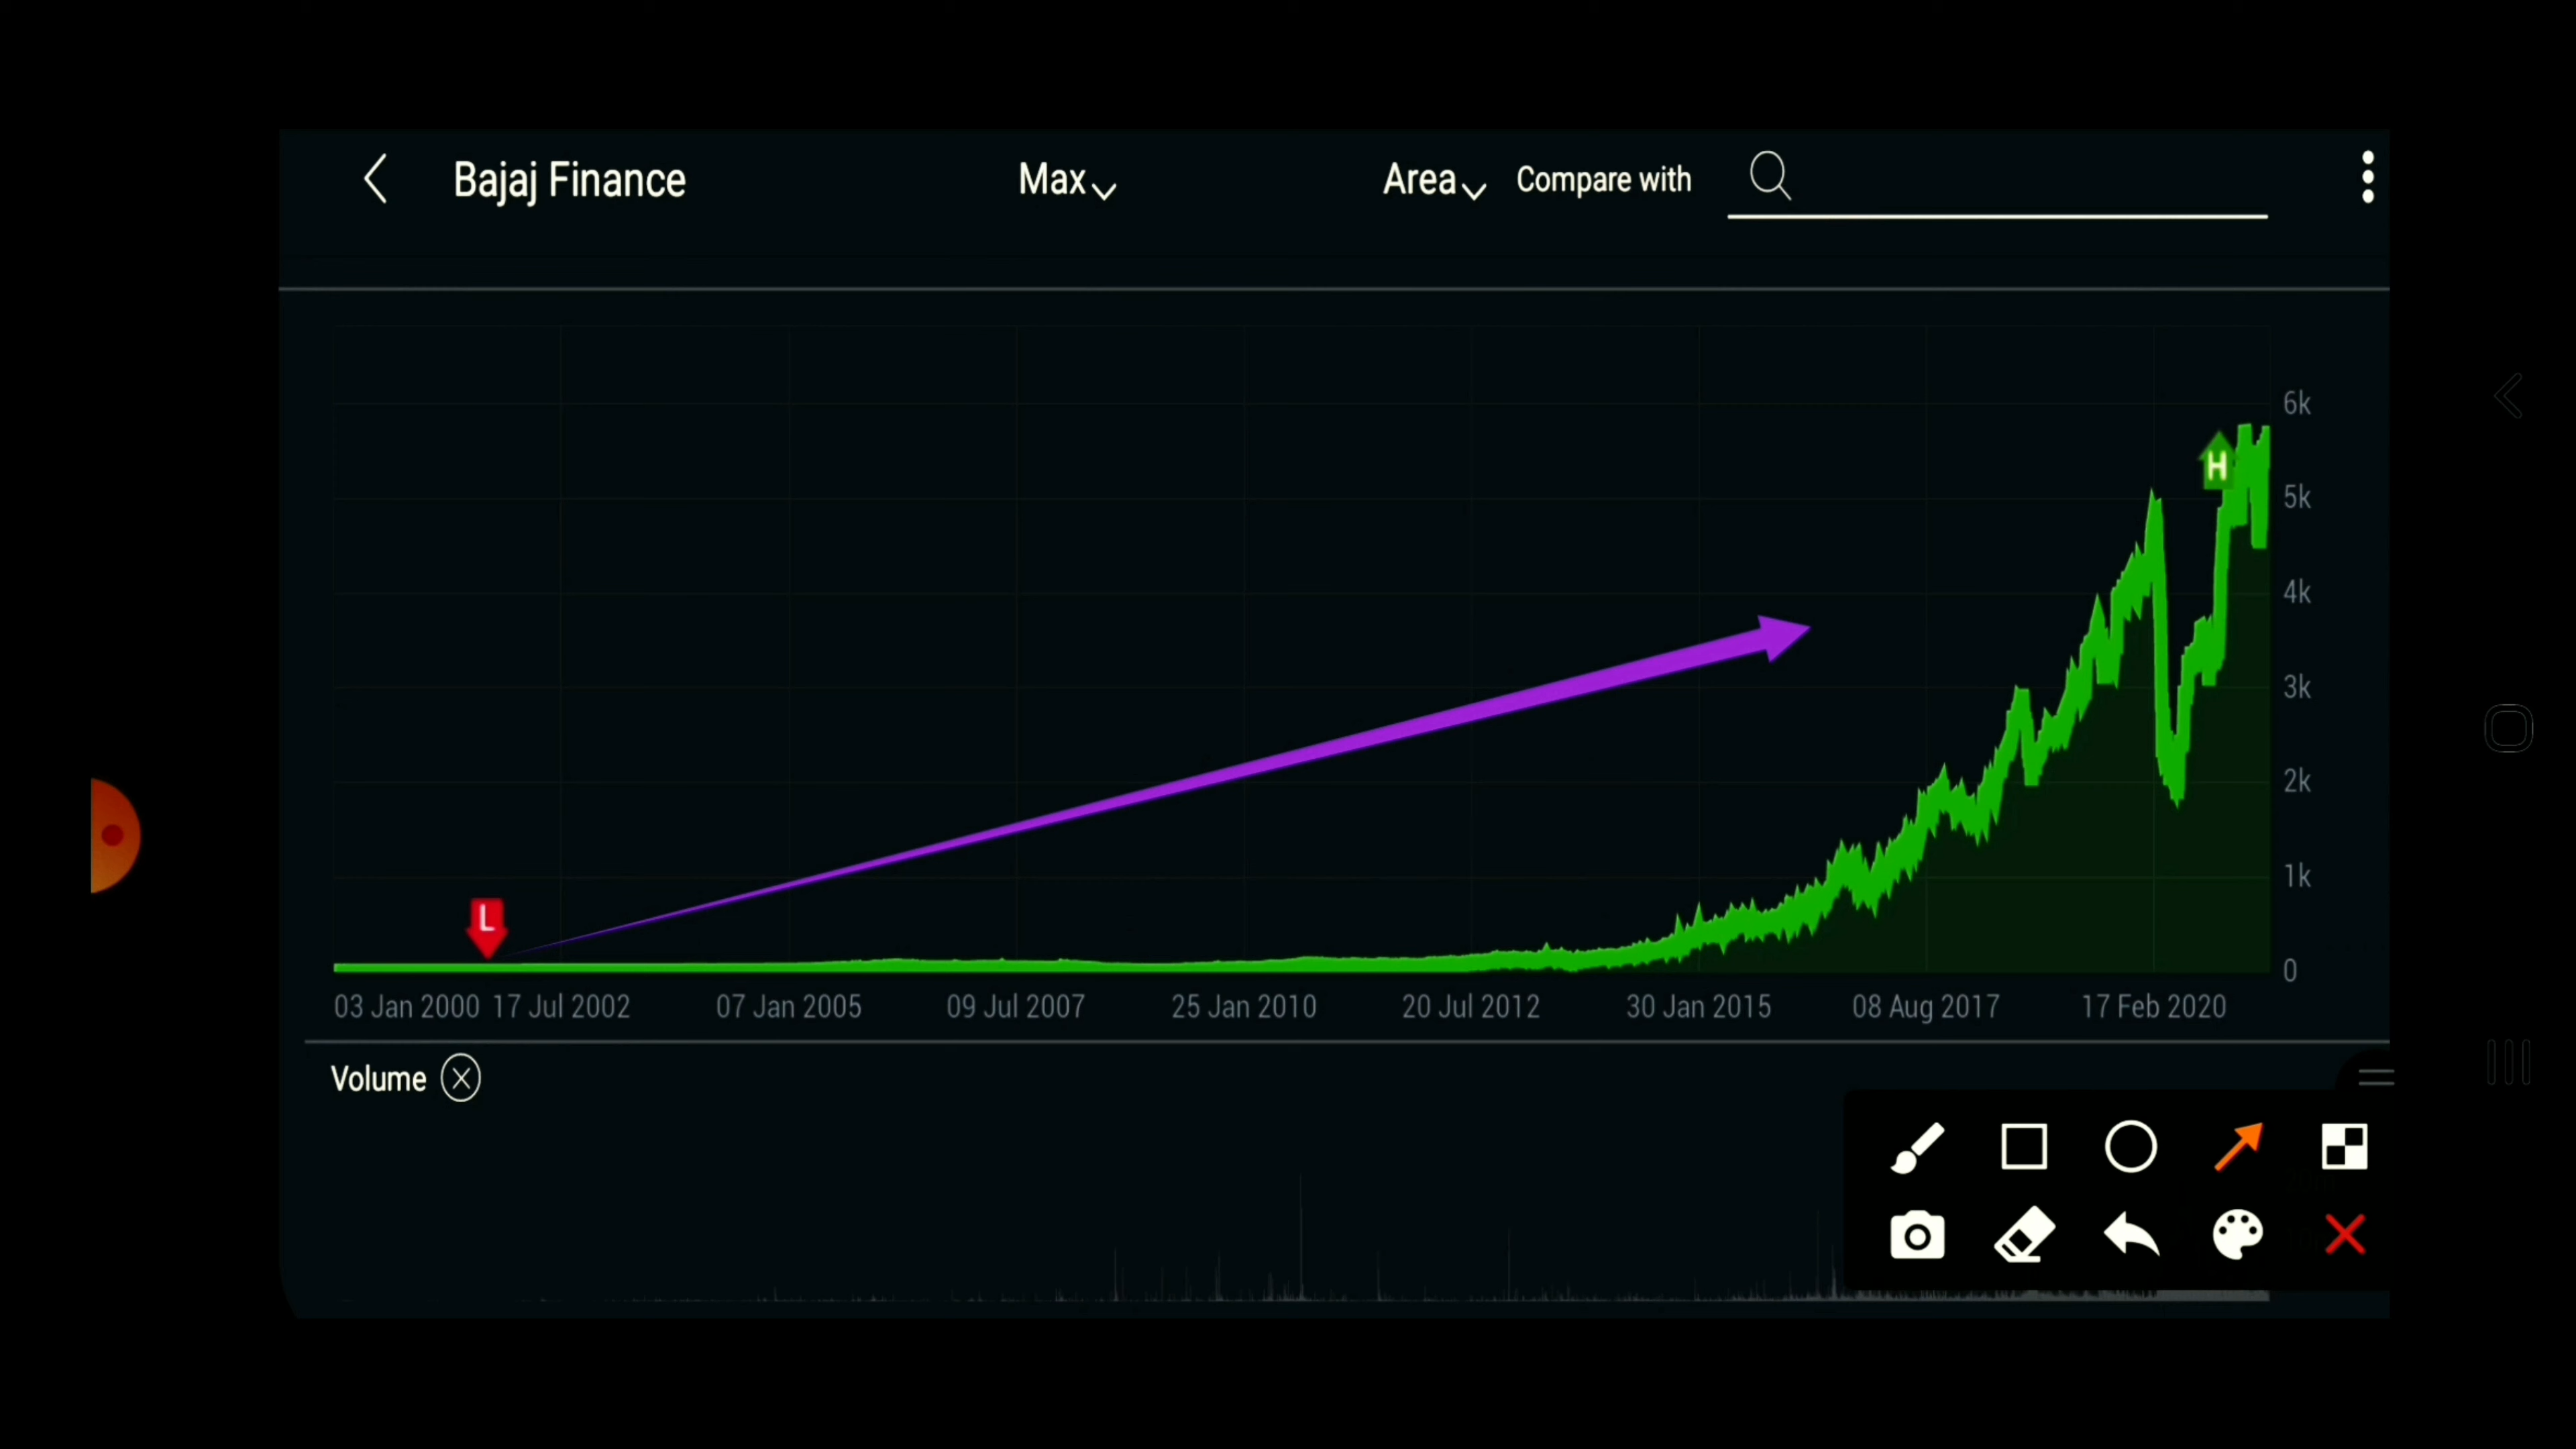 Bajaj Finance Max Area Compare with
H
6k
5k
4k
3k
2k
1k
0
L
03 Jan 2000 17 Jul 2002 07 Jan 2005 09 Jul 2007 25 Jan 2010 20 Jul 2012 30 Jan 2015 08 Aug 2017 17 Feb 2020
Volume